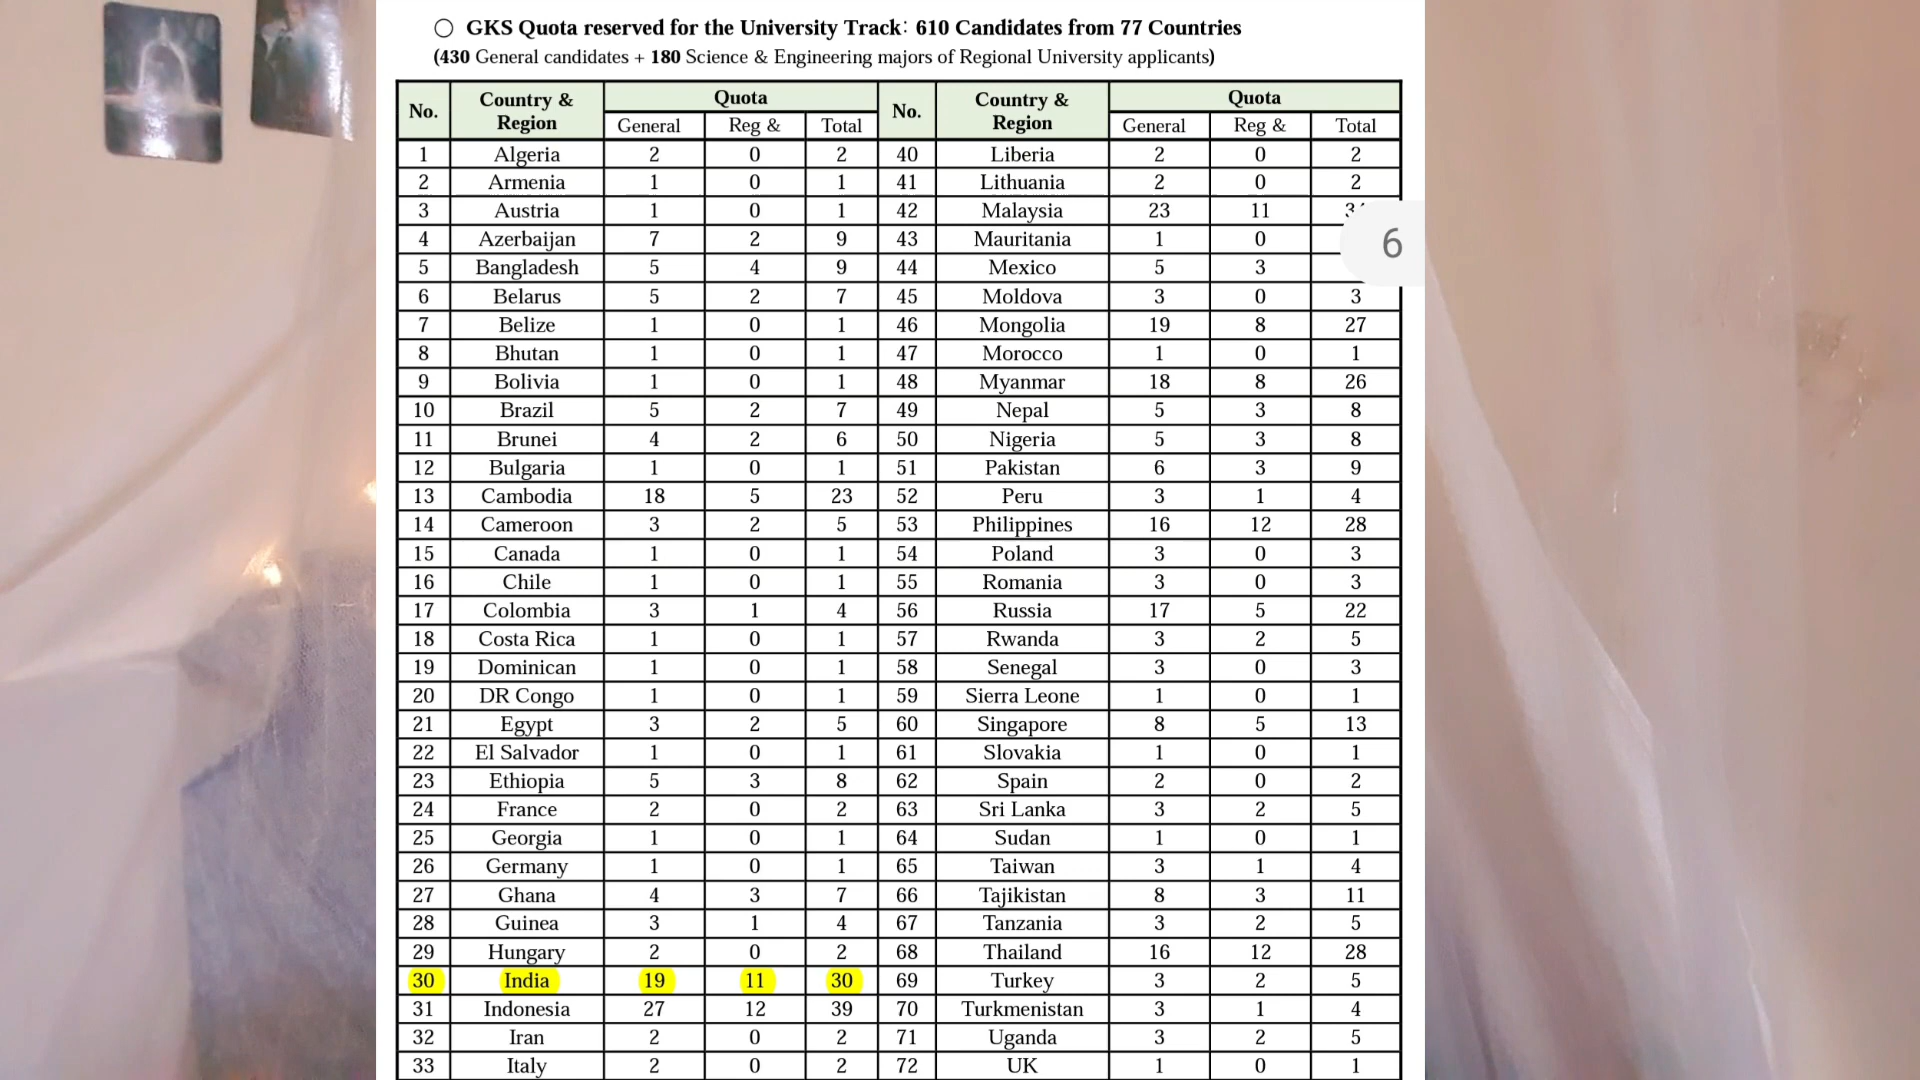 ○ GKS Quota reserved for the University Track: 610 Candidates from 77 Countries
(430 General candidates + 180 Science & Engineering majors of Regional University applicants)
No. Country & Region Quota No. Country & Region Quota
General Reg & Total General Reg & Total
1 Algeria 2 0 2 40 Liberia 2 0 2
2 Armenia 1 0 1 41 Lithuania 2 0 2
3 Austria 1 0 1 42 Malaysia 23 11
4 Azerbaijan 7 2 9 43 Mauritania 1 0
6
5 Bangladesh 5 4 9 44 Mexico 5 3
6 Belarus 5 2 7 45 Moldova 3 0 3
7 Belize 1 0 1 46 Mongolia 19 8 27
8 Bhutan 1 0 1 47 Morocco 1 0 1
9 Bolivia 1 0 1 48 Myanmar 18 8 26
10 Brazil 5 2 7 49 Nepal 5 3 8
11 Brunei 4 2 6 50 Nigeria 5 3 8
12 Bulgaria 1 0 1 51 Pakistan 6 3 9
13 Cambodia 18 5 23 52 Peru 3 1 4
14 Cameroon 3 2 5 53 Philippines 16 12 28
15 Canada 1 0 1 54 Poland 3 0 3
16 Chile 1 0 1 55 Romania 3 0 3
17 Colombia 3 1 4 56 Russia 17 5 22
18 Costa Rica 1 0 1 57 Rwanda 3 2 5
19 Dominican 1 0 1 58 Senegal 3 0 3
20 DR Congo 1 0 1 59 Sierra Leone 1 0 1
21 Egypt 3 2 5 60 Singapore 8 5 13
22 El Salvador 1 0 1 61 Slovakia 1 0 1
23 Ethiopia 5 3 8 62 Spain 2 0 2
24 France 2 0 2 63 Sri Lanka 3 2 5
25 Georgia 1 0 1 64 Sudan 1 0 1
26 Germany 1 0 1 65 Taiwan 3 1 4
27 Ghana 4 3 7 66 Tajikistan 8 3 11
28 Guinea 3 1 4 67 Tanzania 3 2 5
29 Hungary 2 0 2 68 Thailand 16 12 28
30 India 19 11 30 69 Turkey 3 2 5
31 Indonesia 27 12 39 70 Turkmenistan 3 1 4
32 Iran 2 0 2 71 Uganda 3 2 5
33 Italy 2 0 2 72 UK 1 0 1